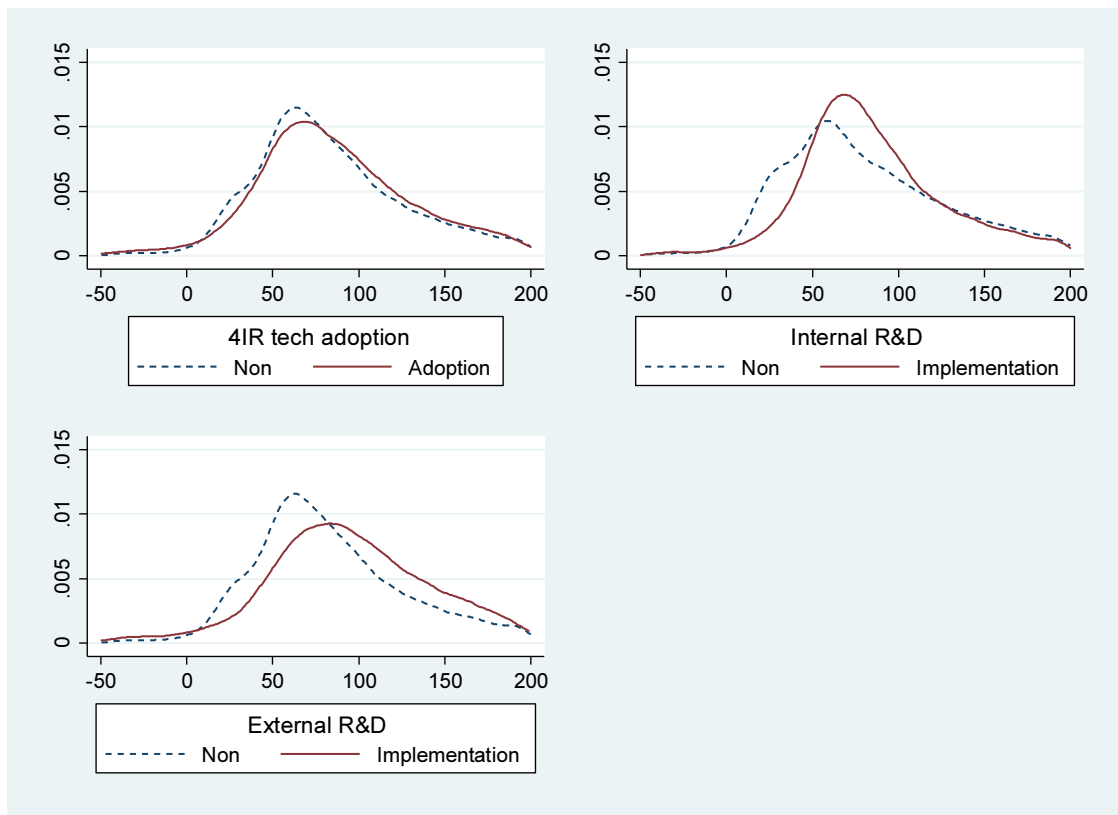 .015
.01
.005
0
-50 0 50 100 150 200
4IR tech adoption
Non Adoption
.015
.01
.005
0
-50 0 50 100 150 200
Internal R&D
Non Implementation
.015
.01
.005
0
-50 0 50 100 150 200
External R&D
Non Implementation